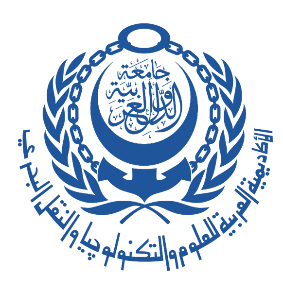 جامعة
الدول العربية
الأكاديمية العربية للعلوم والتكنولوجيا والنقل البحري